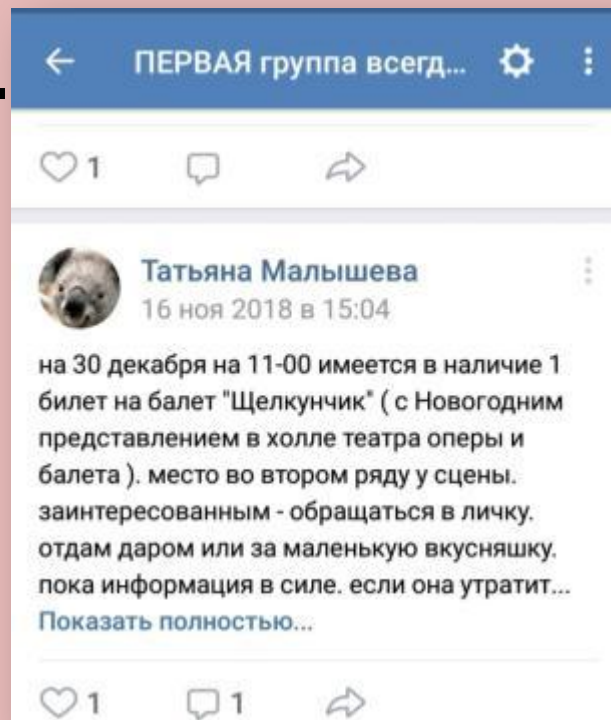 ПЕРВАЯ группа всегд...
1
Татьяна Малышева
16 ноя 2018 в 15:04
на 30 декабря на 11-00 имеется в наличие 1
билет на балет "Щелкунчик" ( с Новогодним
представлением в холле театра оперы и
балета ). место во втором ряду у сцены.
заинтересованным - обращаться в личку.
отдам даром или за маленькую вкусняшку.
пока информация в силе. если она утратит...
Показать полностью...
1 1